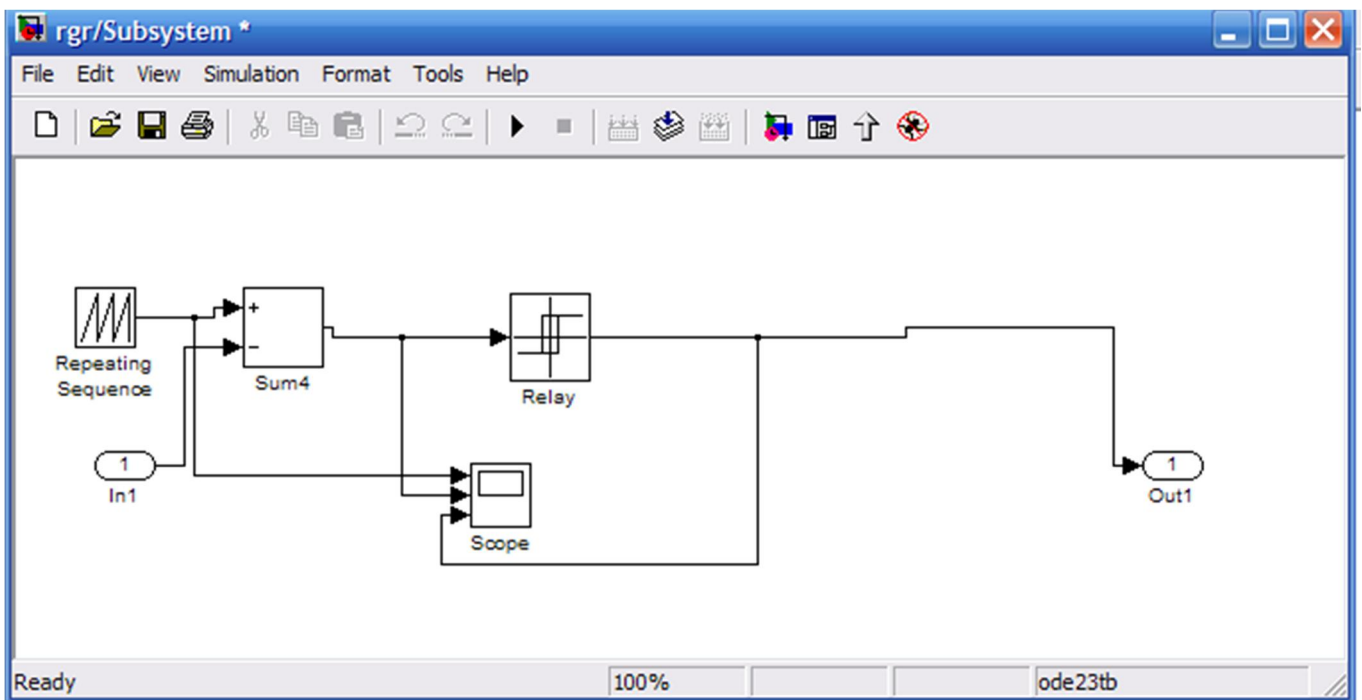 rgr/Subsystem *
File Edit View Simulation Format Tools Help
+
−
Repeating
Sequence
Sum4
Relay
1
In1
Scope
1
Out1
Ready 100% ode23tb